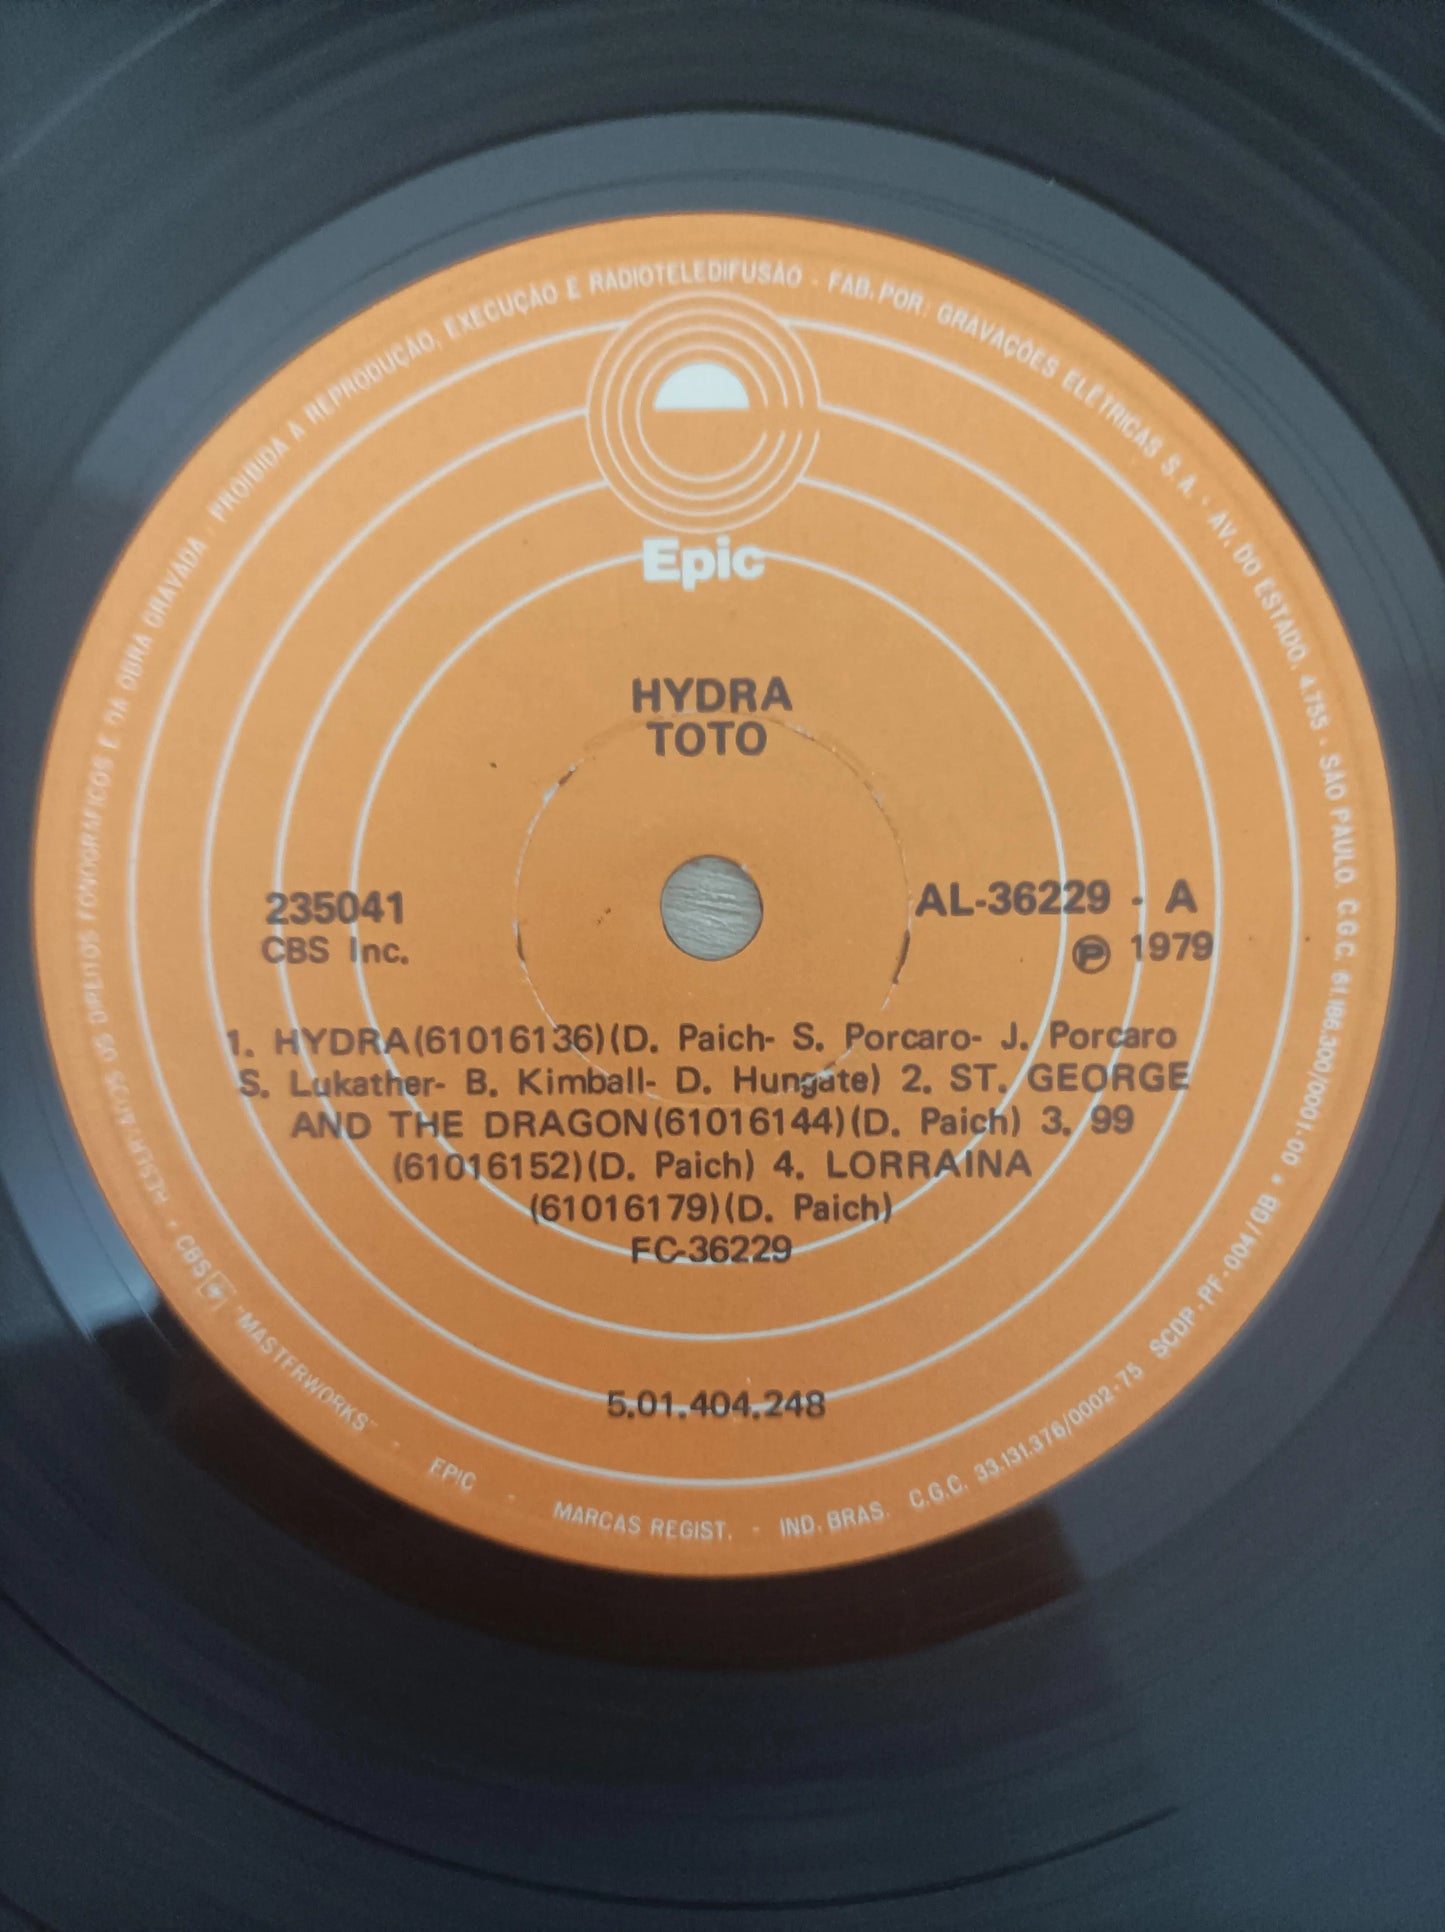 RESERVADOS OS DIREITOS FONOGRÁFICOS E DA OBRA GRAVADA · PROIBIDA A REPRODUÇÃO, EXECUÇÃO E RADIOTELEDIFUSÃO · FAB. POR: GRAVAÇÕES ELÉTRICAS S.A. · AV. DO ESTADO, 4755 · SÃO PAULO. C.G.C. 61.186.300/0001-00 •
Epic
HYDRA
TOTO
235041
CBS Inc.
AL-36229 - A
℗ 1979
1. HYDRA(61016136)(D. Paich- S. Porcaro- J. Porcaro
S. Lukather- B. Kimball- D. Hungate) 2. ST. GEORGE
AND THE DRAGON(61016144)(D. Paich) 3. 99
(61016152)(D. Paich) 4. LORRAINA
(61016179)(D. Paich)
FC-36229
5.01.404.248
• CBS "MASTERWORKS" · EPIC · MARCAS REGIST. · IND. BRAS. C.G.C. 33.131.376/0002-75 SCDP-PF-004/GB